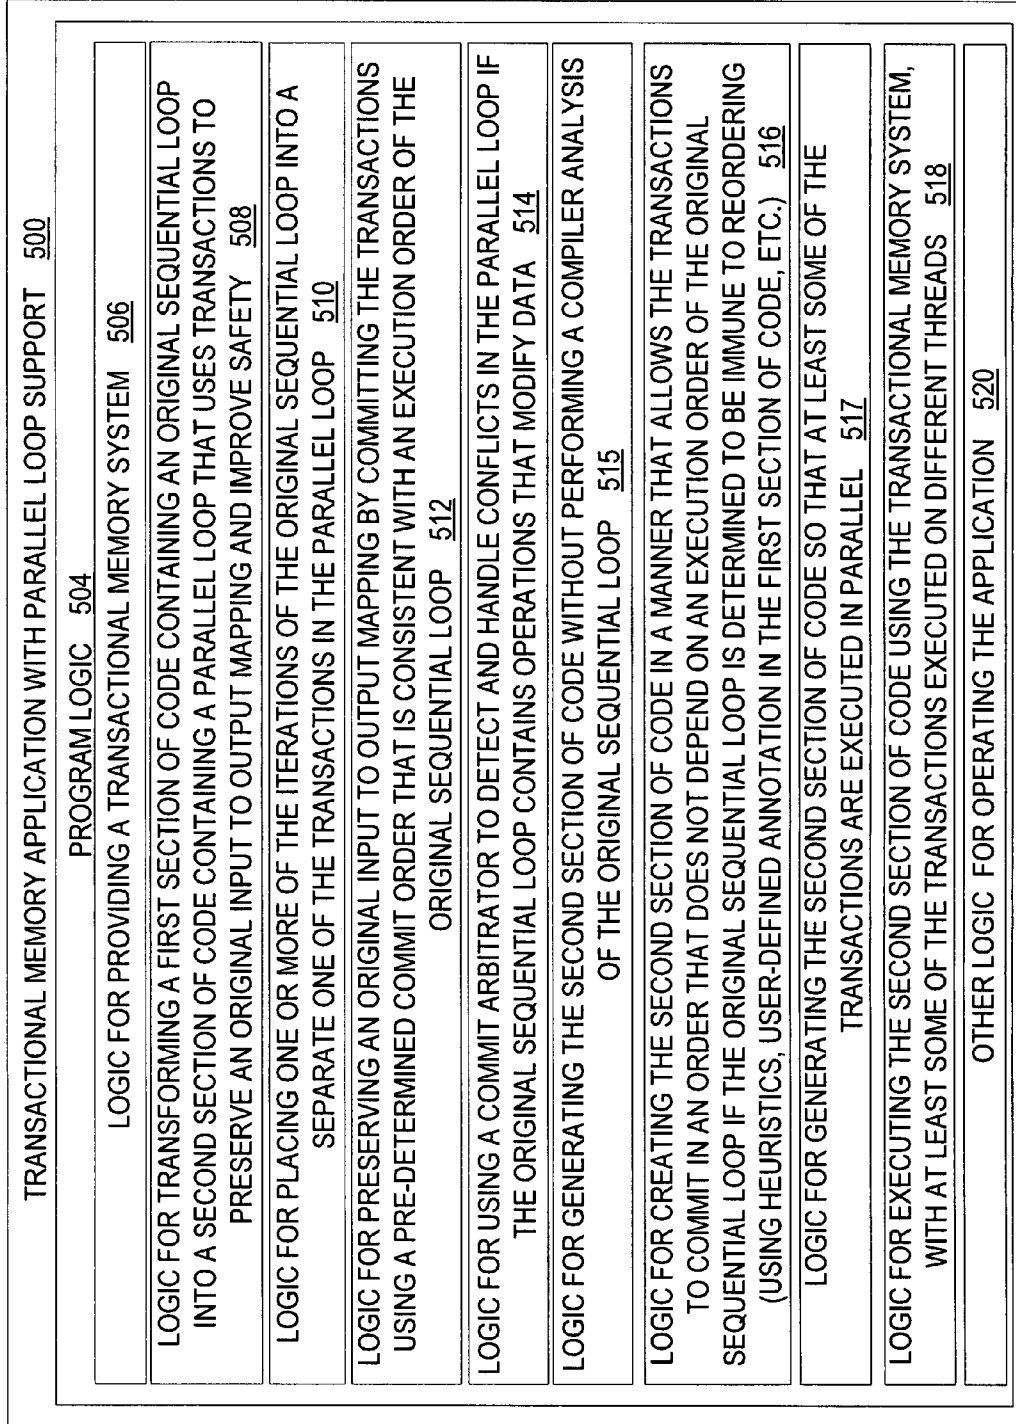 TRANSACTIONAL MEMORY APPLICATION WITH PARALLEL LOOP SUPPORT 500
PROGRAM LOGIC 504
LOGIC FOR PROVIDING A TRANSACTIONAL MEMORY SYSTEM 506
LOGIC FOR TRANSFORMING A FIRST SECTION OF CODE CONTAINING AN ORIGINAL SEQUENTIAL LOOP
INTO A SECOND SECTION OF CODE CONTAINING A PARALLEL LOOP THAT USES TRANSACTIONS TO
PRESERVE AN ORIGINAL INPUT TO OUTPUT MAPPING AND IMPROVE SAFETY 508
LOGIC FOR PLACING ONE OR MORE OF THE ITERATIONS OF THE ORIGINAL SEQUENTIAL LOOP INTO A
SEPARATE ONE OF THE TRANSACTIONS IN THE PARALLEL LOOP 510
LOGIC FOR PRESERVING AN ORIGINAL INPUT TO OUTPUT MAPPING BY COMMITTING THE TRANSACTIONS
USING A PRE-DETERMINED COMMIT ORDER THAT IS CONSISTENT WITH AN EXECUTION ORDER OF THE
ORIGINAL SEQUENTIAL LOOP 512
LOGIC FOR USING A COMMIT ARBITRATOR TO DETECT AND HANDLE CONFLICTS IN THE PARALLEL LOOP IF
THE ORIGINAL SEQUENTIAL LOOP CONTAINS OPERATIONS THAT MODIFY DATA 514
LOGIC FOR GENERATING THE SECOND SECTION OF CODE WITHOUT PERFORMING A COMPILER ANALYSIS
OF THE ORIGINAL SEQUENTIAL LOOP 515
LOGIC FOR CREATING THE SECOND SECTION OF CODE IN A MANNER THAT ALLOWS THE TRANSACTIONS
TO COMMIT IN AN ORDER THAT DOES NOT DEPEND ON AN EXECUTION ORDER OF THE ORIGINAL
SEQUENTIAL LOOP IF THE ORIGINAL SEQUENTIAL LOOP IS DETERMINED TO BE IMMUNE TO REORDERING
(USING HEURISTICS, USER-DEFINED ANNOTATION IN THE FIRST SECTION OF CODE, ETC.) 516
LOGIC FOR GENERATING THE SECOND SECTION OF CODE SO THAT AT LEAST SOME OF THE
TRANSACTIONS ARE EXECUTED IN PARALLEL 517
LOGIC FOR EXECUTING THE SECOND SECTION OF CODE USING THE TRANSACTIONAL MEMORY SYSTEM,
WITH AT LEAST SOME OF THE TRANSACTIONS EXECUTED ON DIFFERENT THREADS 518
OTHER LOGIC FOR OPERATING THE APPLICATION 520